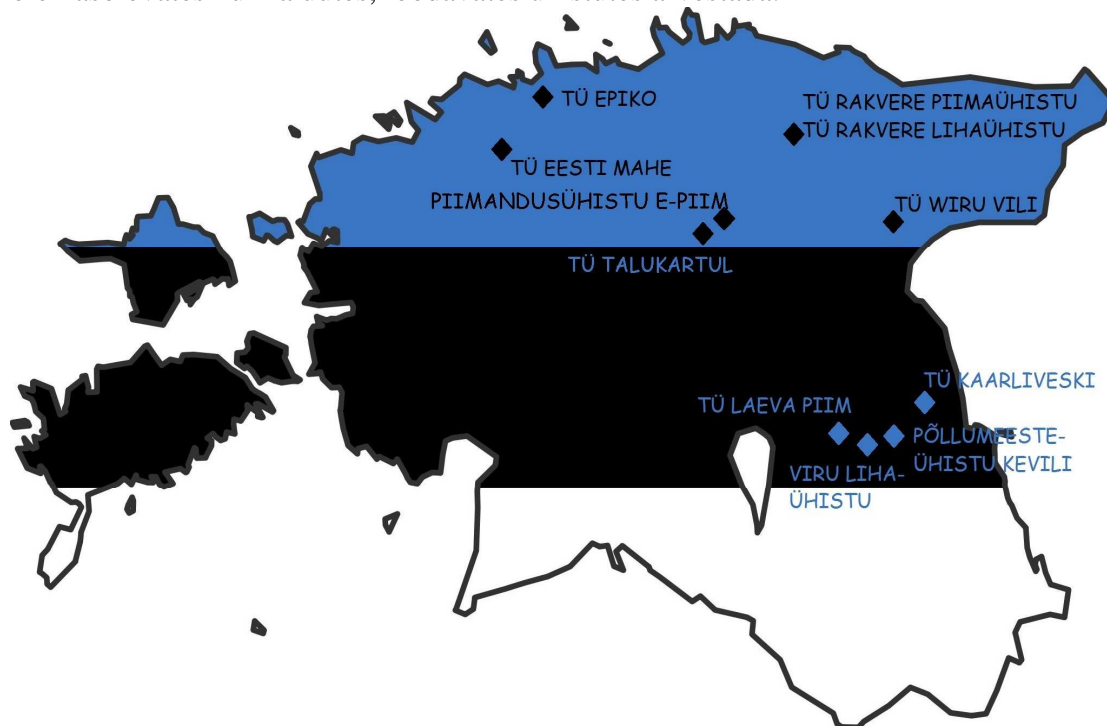 TÜ EPIKO
TÜ RAKVERE PIIMAÜHISTU
TÜ RAKVERE LIHAÜHISTU
TÜ EESTI MAHE
PIIMANDUSÜHISTU E-PIIM
TÜ WIRU VILI
TÜ TALUKARTUL
TÜ KAARLIVESKI
TÜ LAEVA PIIM
PÕLLUMEESTE-
ÜHISTU KEVILI
VIRU LIHA-
ÜHISTU